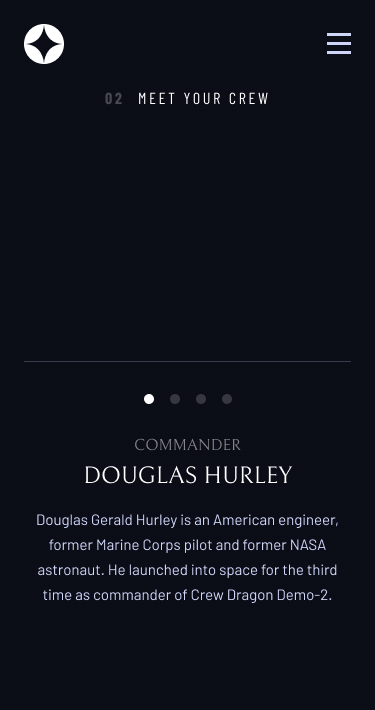 02 MEET YOUR CREW
COMMANDER
DOUGLAS HURLEY
Douglas Gerald Hurley is an American engineer,
former Marine Corps pilot and former NASA
astronaut. He launched into space for the third
time as commander of Crew Dragon Demo-2.